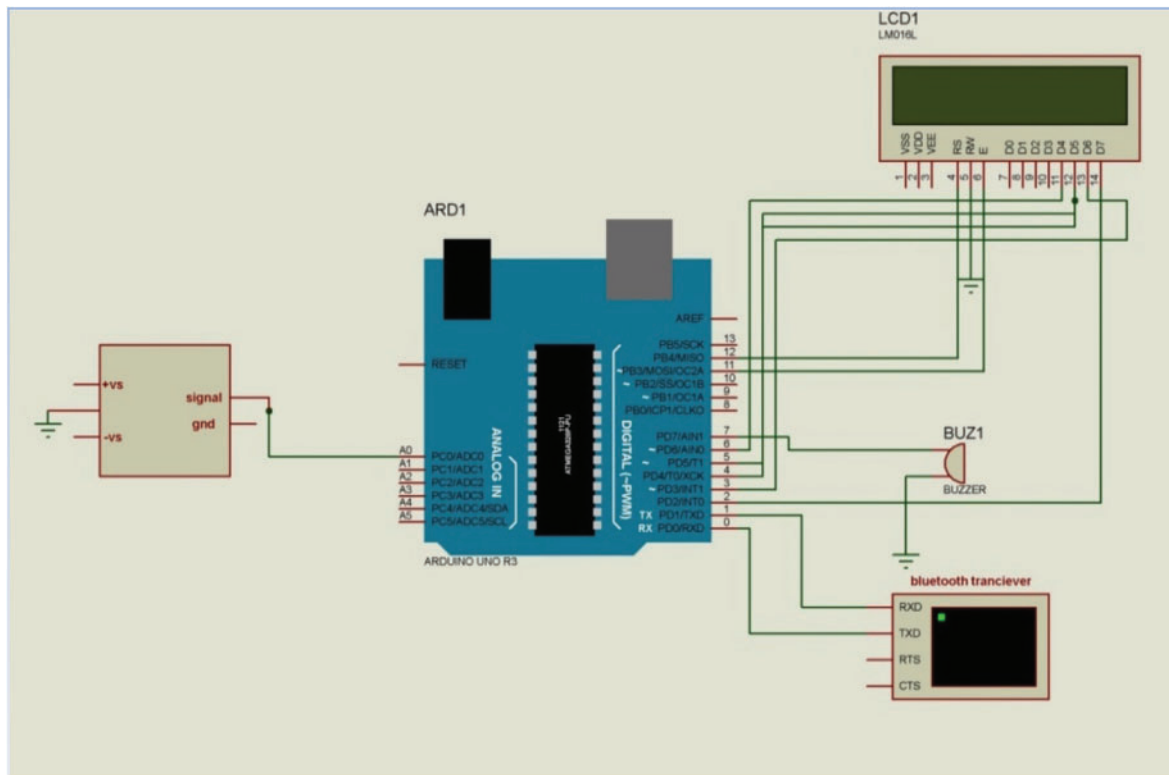 LCD1
LM016L
VSS
VDD
VEE
RS
RW
E
D0
D1
D2
D3
D4
D5
D6
D7
1
2
3
4
5
6
7
8
9
10
11
12
13
14
ARD1
AREF
RESET
PB5/SCK 13
PB4/MISO 12
~PB3/MOSI/OC2A 11
~ PB2/SS/OC1B 10
~ PB1/OC1A 9
PB0/ICP1/CLKO 8
PD7/AIN1 7
~ PD6/AIN0 6
~ PD5/T1 5
PD4/T0/XCK 4
~ PD3/INT1 3
PD2/INT0 2
TX PD1/TXD 1
RX PD0/RXD 0
DIGITAL (~PWM)
ANALOG IN
A0 PC0/ADC0
A1 PC1/ADC1
A2 PC2/ADC2
A3 PC3/ADC3
A4 PC4/ADC4/SDA
A5 PC5/ADC5/SCL
ARDUINO UNO R3
+vs
-vs
signal
gnd
BUZ1
BUZZER
bluetooth tranciever
RXD
TXD
RTS
CTS